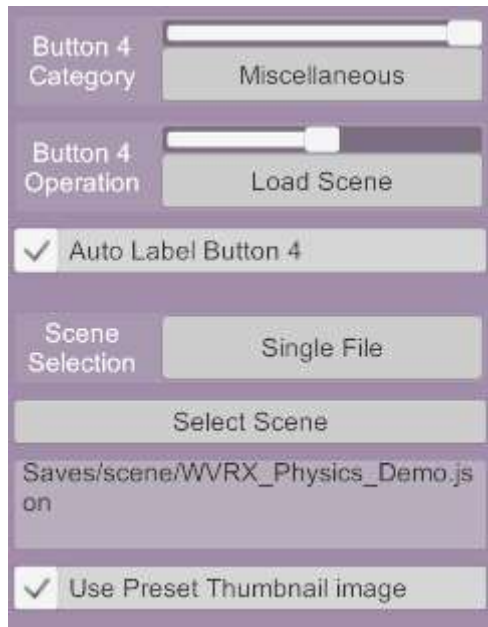 Button 4
Category
Miscellaneous
Button 4
Operation
Load Scene
Auto Label Button 4
Scene
Selection
Single File
Select Scene
Saves/scene/WVRX_Physics_Demo.js
on
Use Preset Thumbnail image